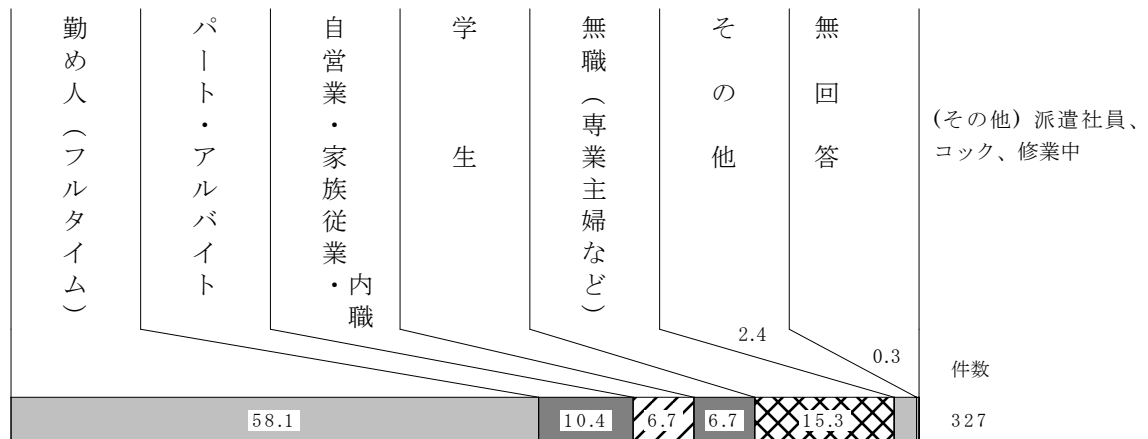 勤め人(フルタイム)
パート・アルバイト
自営業・家族従業・
内職
学生
無職(専業主婦など)
その他
無回答
(その他) 派遣社員、
コック、修業中
2.4
0.3
件数
58.1
10.4
6.7
6.7
15.3
327